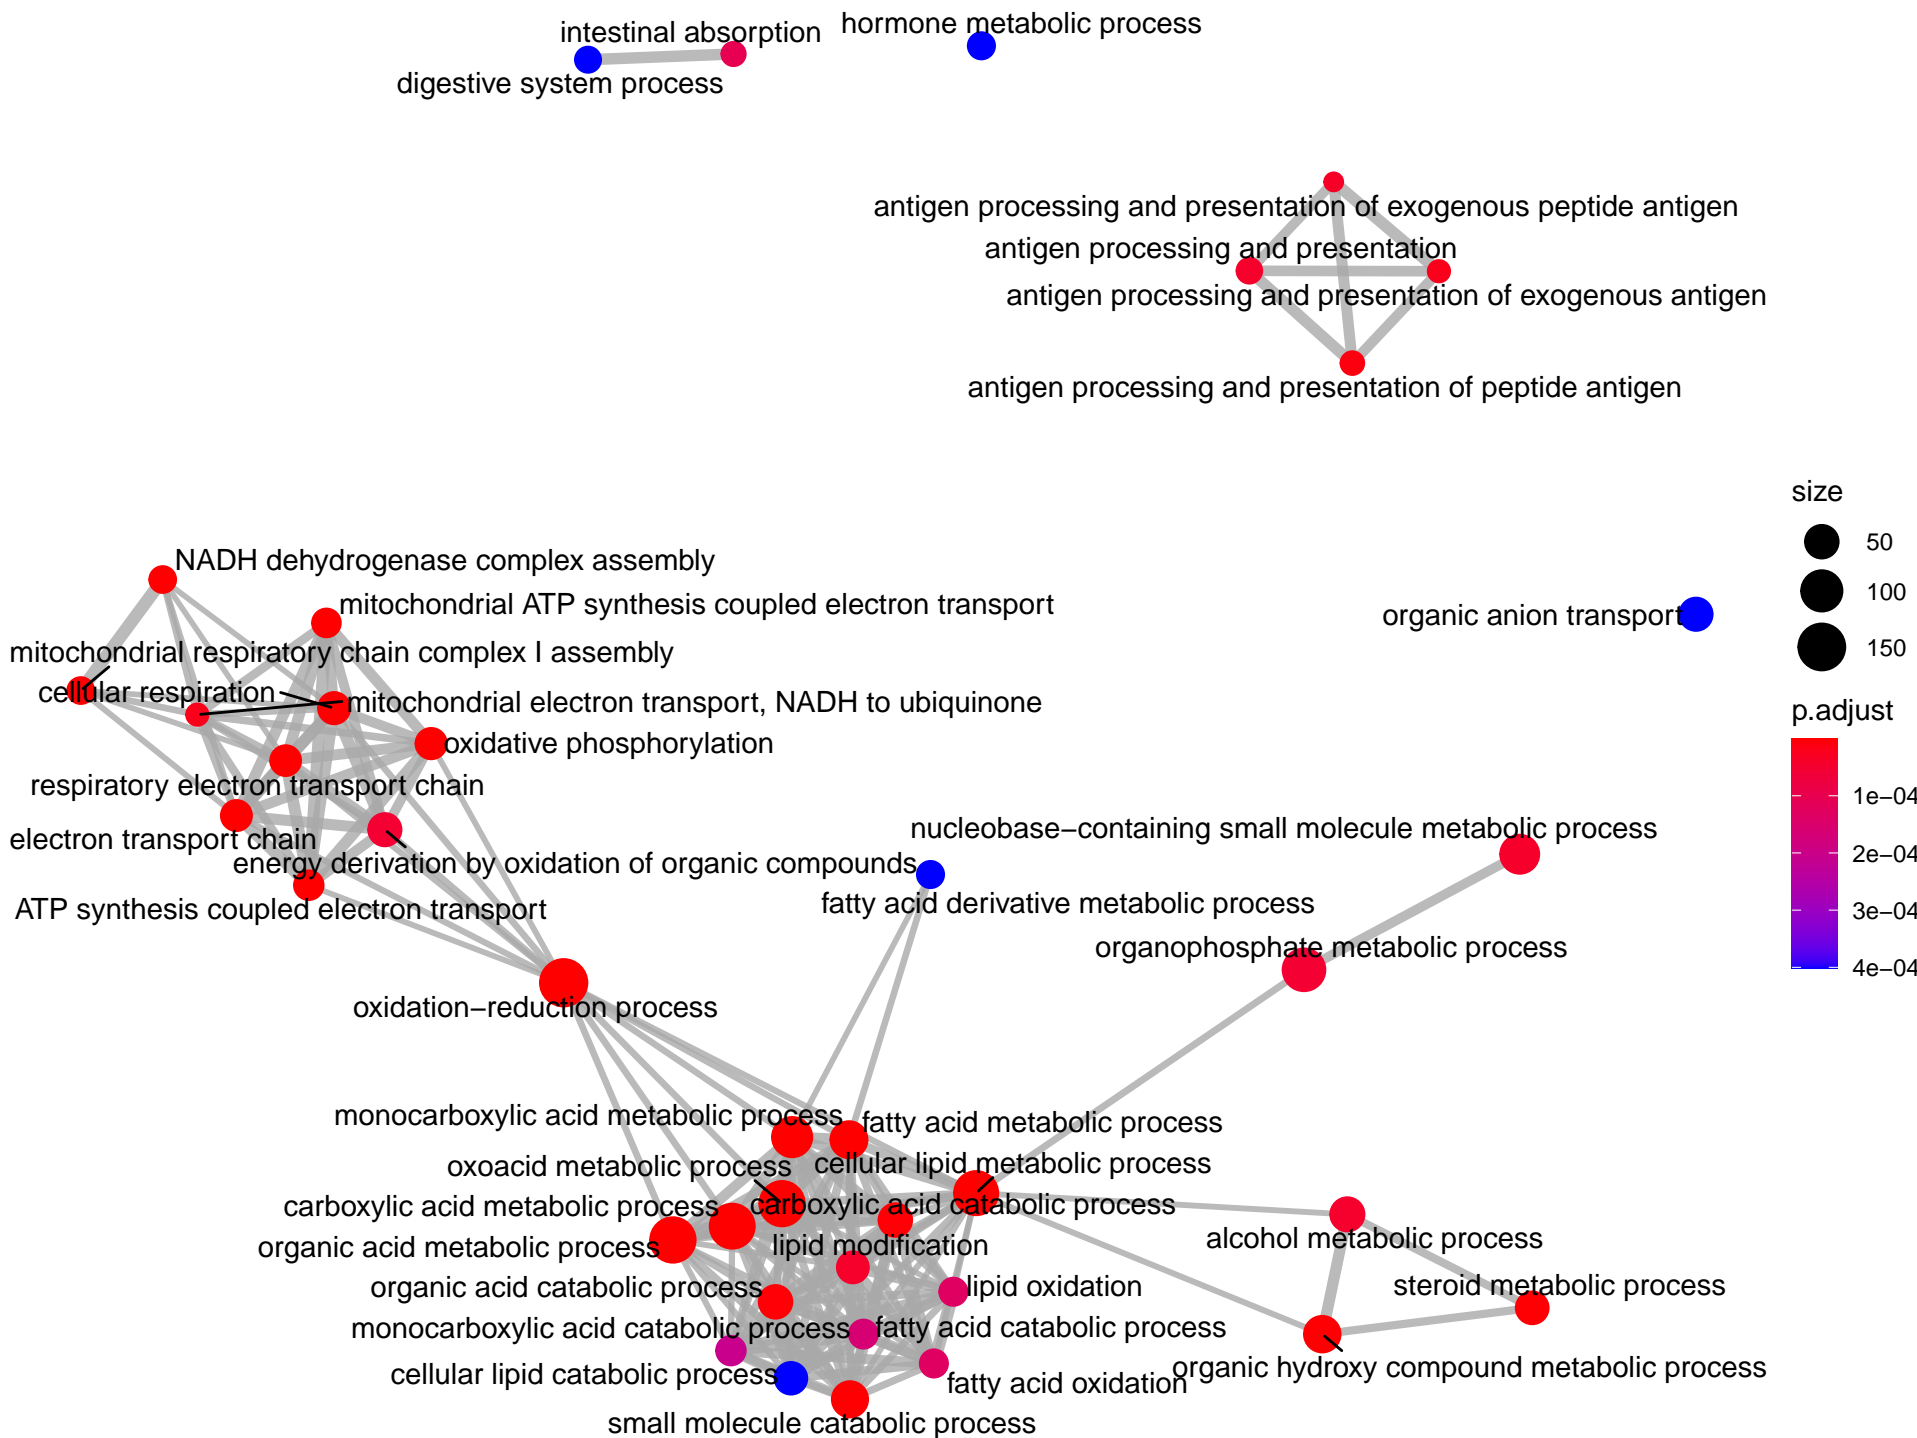 intestinal absorption
hormone metabolic process
digestive system process
antigen processing and presentation of exogenous peptide antigen
antigen processing and presentation
antigen processing and presentation of exogenous antigen
antigen processing and presentation of peptide antigen
size
50
100
150
p.adjust
1e−04
2e−04
3e−04
4e−04
NADH dehydrogenase complex assembly
mitochondrial ATP synthesis coupled electron transport
organic anion transport
mitochondrial respiratory chain complex I assembly
cellular respiration
mitochondrial electron transport, NADH to ubiquinone
oxidative phosphorylation
respiratory electron transport chain
electron transport chain
nucleobase−containing small molecule metabolic process
energy derivation by oxidation of organic compounds
fatty acid derivative metabolic process
ATP synthesis coupled electron transport
organophosphate metabolic process
oxidation−reduction process
monocarboxylic acid metabolic process
fatty acid metabolic process
oxoacid metabolic process
cellular lipid metabolic process
carboxylic acid metabolic process
carboxylic acid catabolic process
organic acid metabolic process
lipid modification
alcohol metabolic process
organic acid catabolic process
lipid oxidation
steroid metabolic process
monocarboxylic acid catabolic process
fatty acid catabolic process
cellular lipid catabolic process
fatty acid oxidation
organic hydroxy compound metabolic process
small molecule catabolic process